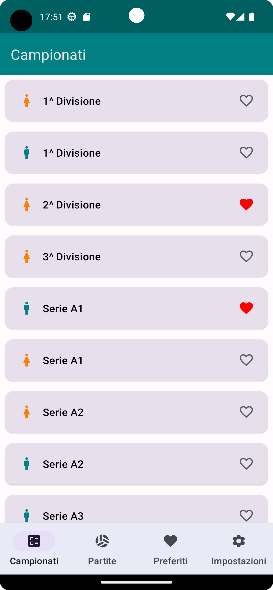 17:51
Campionati
1^ Divisione
1^ Divisione
2^ Divisione
3^ Divisione
Serie A1
Serie A1
Serie A2
Serie A2
Serie A3
Campionati Partite Preferiti Impostazioni